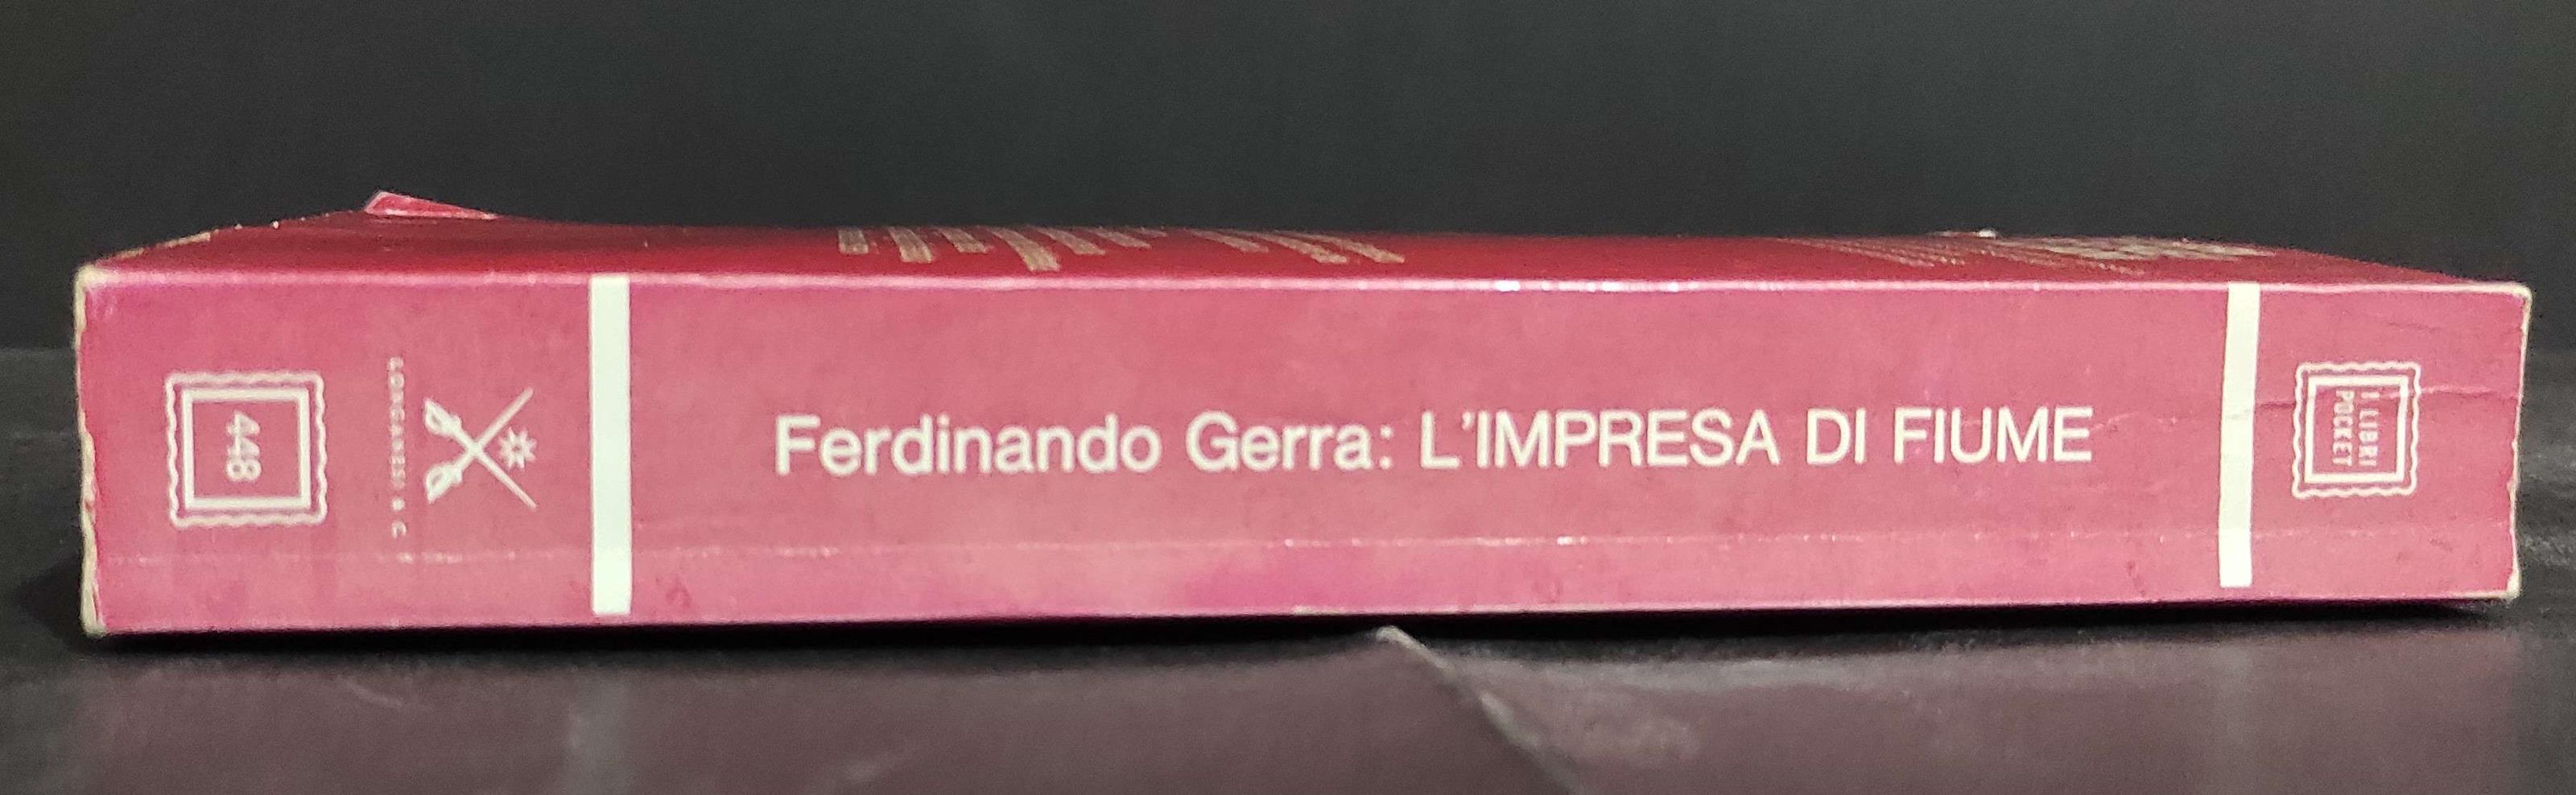 448
LONGANESI & C.
Ferdinando Gerra: L'IMPRESA DI FIUME
I LIBRI
POCKET